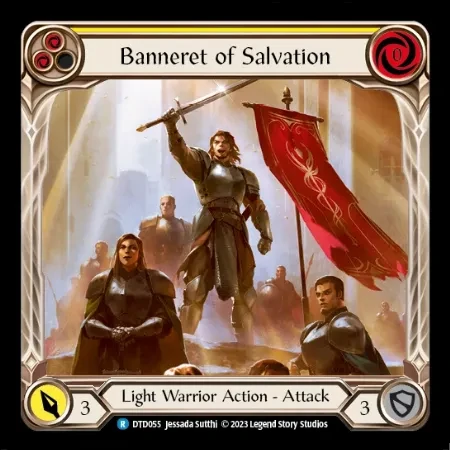 Banneret of Salvation
0
Light Warrior Action - Attack
3
3
R DTD055 Jessada Sutthi © 2023 Legend Story Studios